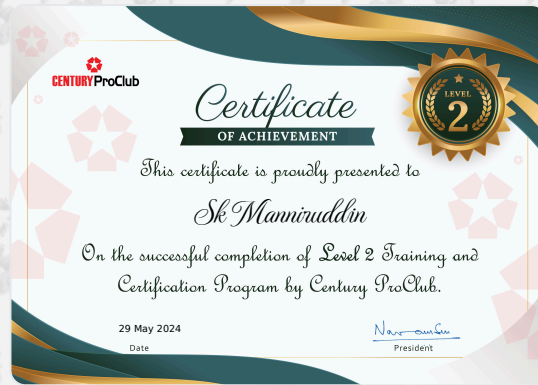 CENTURY ProClub
Certificate
OF ACHIEVEMENT
LEVEL
2
This certificate is proudly presented to
Sk Manniruddin
On the successful completion of Level 2 Training and
Certification Program by Century ProClub.
29 May 2024
Date
President